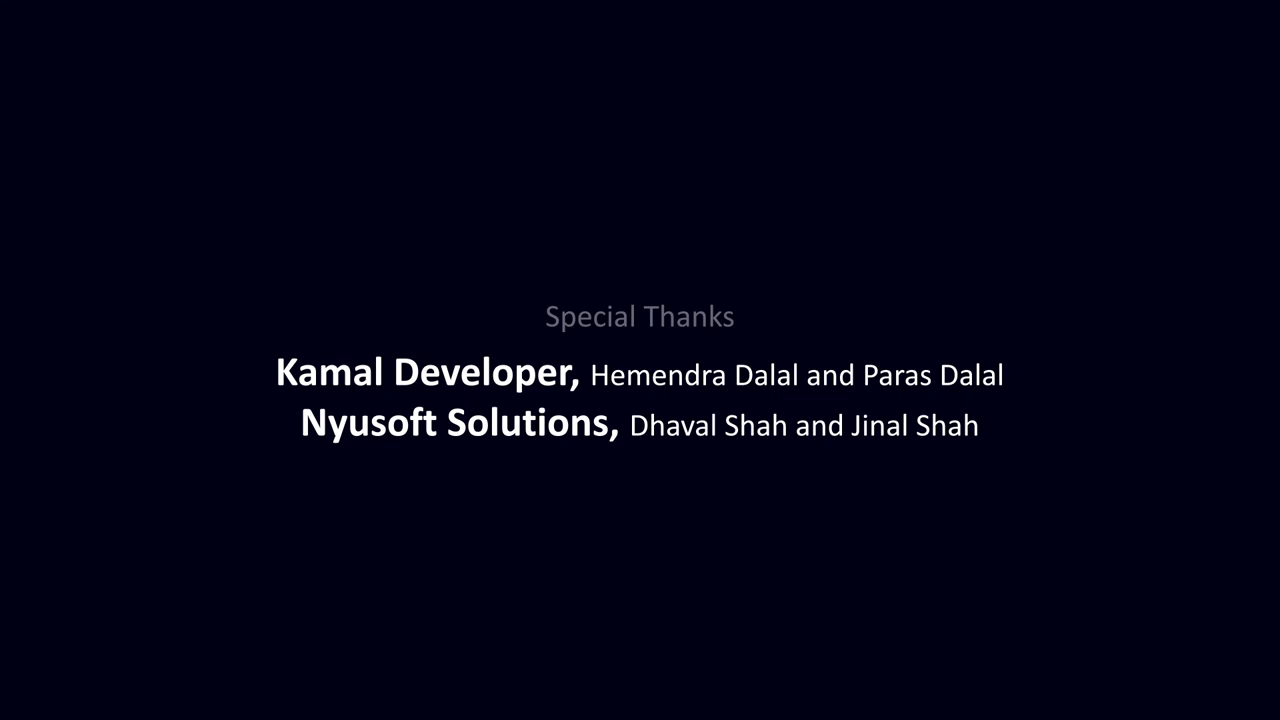 Special Thanks
Kamal Developer, Hemendra Dalal and Paras Dalal
Nyusoft Solutions, Dhaval Shah and Jinal Shah